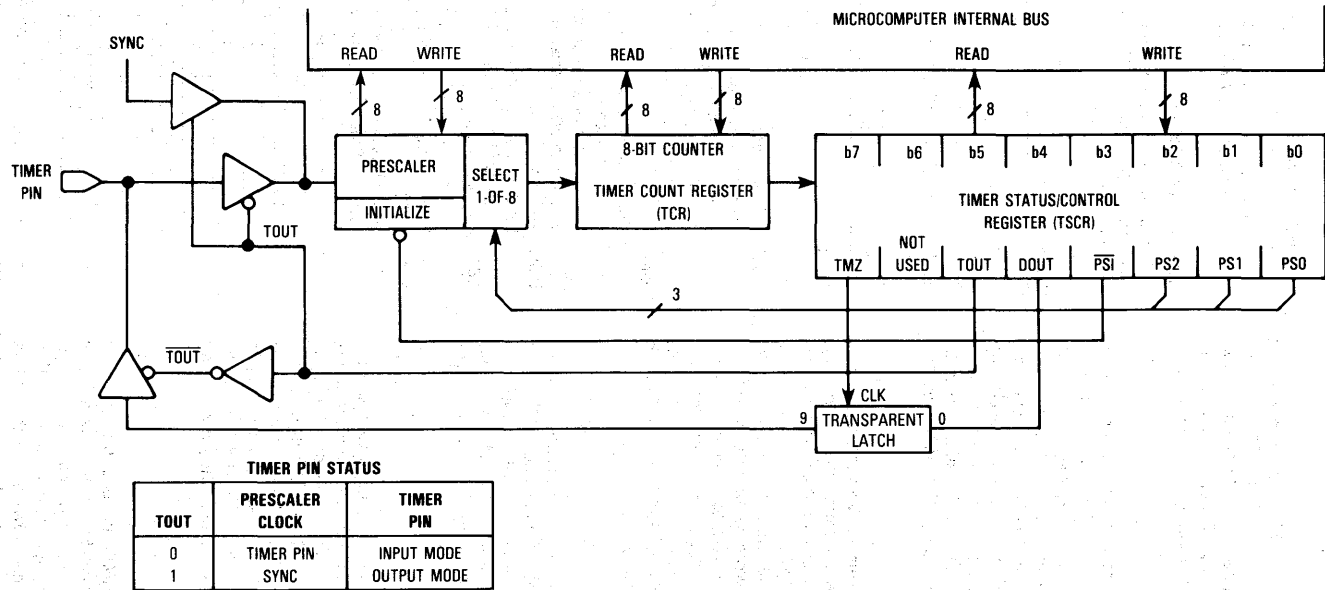 MICROCOMPUTER INTERNAL BUS
SYNC
READ
WRITE
READ
WRITE
READ
WRITE
8
8
8
8
8
8
TIMER
PIN
TOUT
PRESCALER
INITIALIZE
SELECT
1-OF-8
8-BIT COUNTER
TIMER COUNT REGISTER
(TCR)
b7 b6 b5 b4 b3 b2 b1 b0
TIMER STATUS/CONTROL
REGISTER (TSCR)
TMZ
NOT
USED
TOUT
DOUT
PSI
PS2
PS1
PS0
3
TOUT
CLK
9
TRANSPARENT
LATCH
0
TIMER PIN STATUS
TOUT
PRESCALER
CLOCK
TIMER
PIN
0 TIMER PIN INPUT MODE
1 SYNC OUTPUT MODE